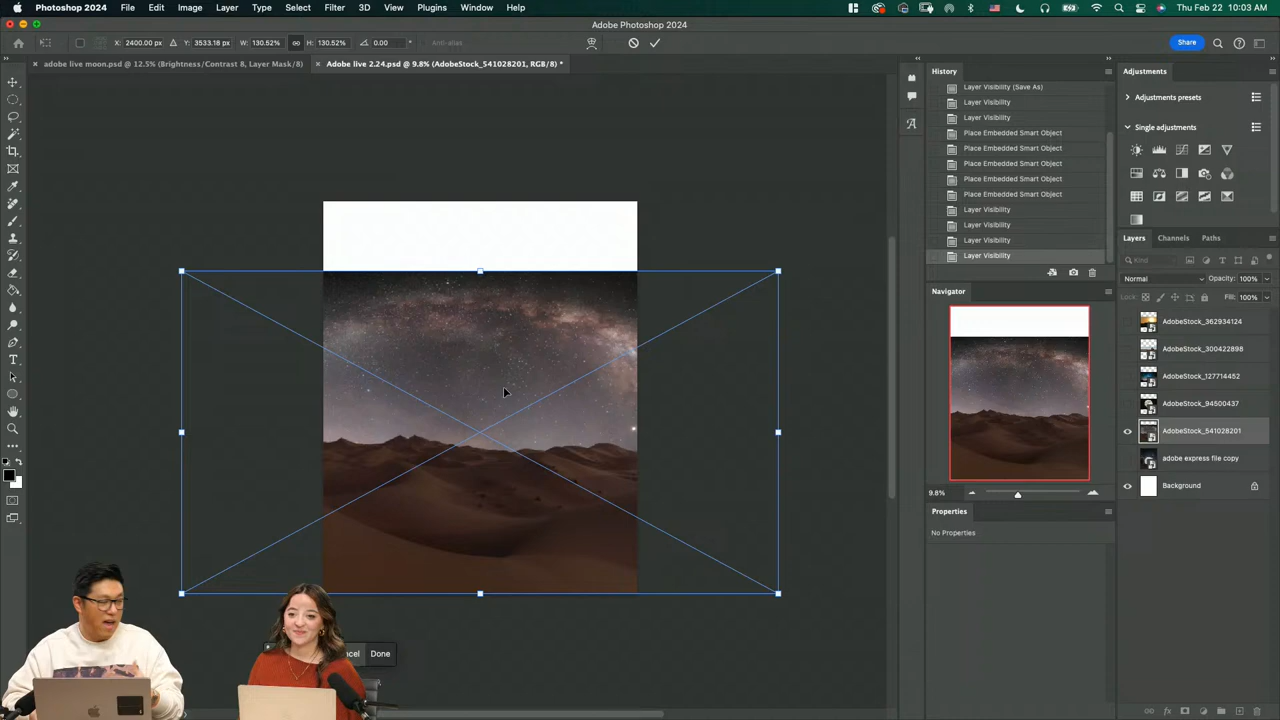 Photoshop 2024 File Edit Image Layer Type Select Filter 3D View Plugins Window Help Thu Feb 22 10:03 AM
Adobe Photoshop 2024
X: 2400.00 px Y: 3533.18 px W: 130.52% H: 130.52% 0.00 ° Anti-alias Share
adobe live moon.psd @ 12.5% (Brightness/Contrast 8, Layer Mask/8) Adobe live 2.24.psd @ 9.8% (AdobeStock_541028201, RGB/8) *
History
Layer Visibility (Save As)
Layer Visibility
Layer Visibility
Place Embedded Smart Object
Place Embedded Smart Object
Place Embedded Smart Object
Place Embedded Smart Object
Place Embedded Smart Object
Layer Visibility
Layer Visibility
Layer Visibility
Layer Visibility
Navigator
9.8%
Properties
No Properties
Adjustments
Adjustments presets
Single adjustments
Layers Channels Paths
Kind
Normal Opacity: 100%
Lock: Fill: 100%
AdobeStock_362934124
AdobeStock_300422898
AdobeStock_127714452
AdobeStock_94500437
AdobeStock_541028201
adobe express file copy
Background
cel Done